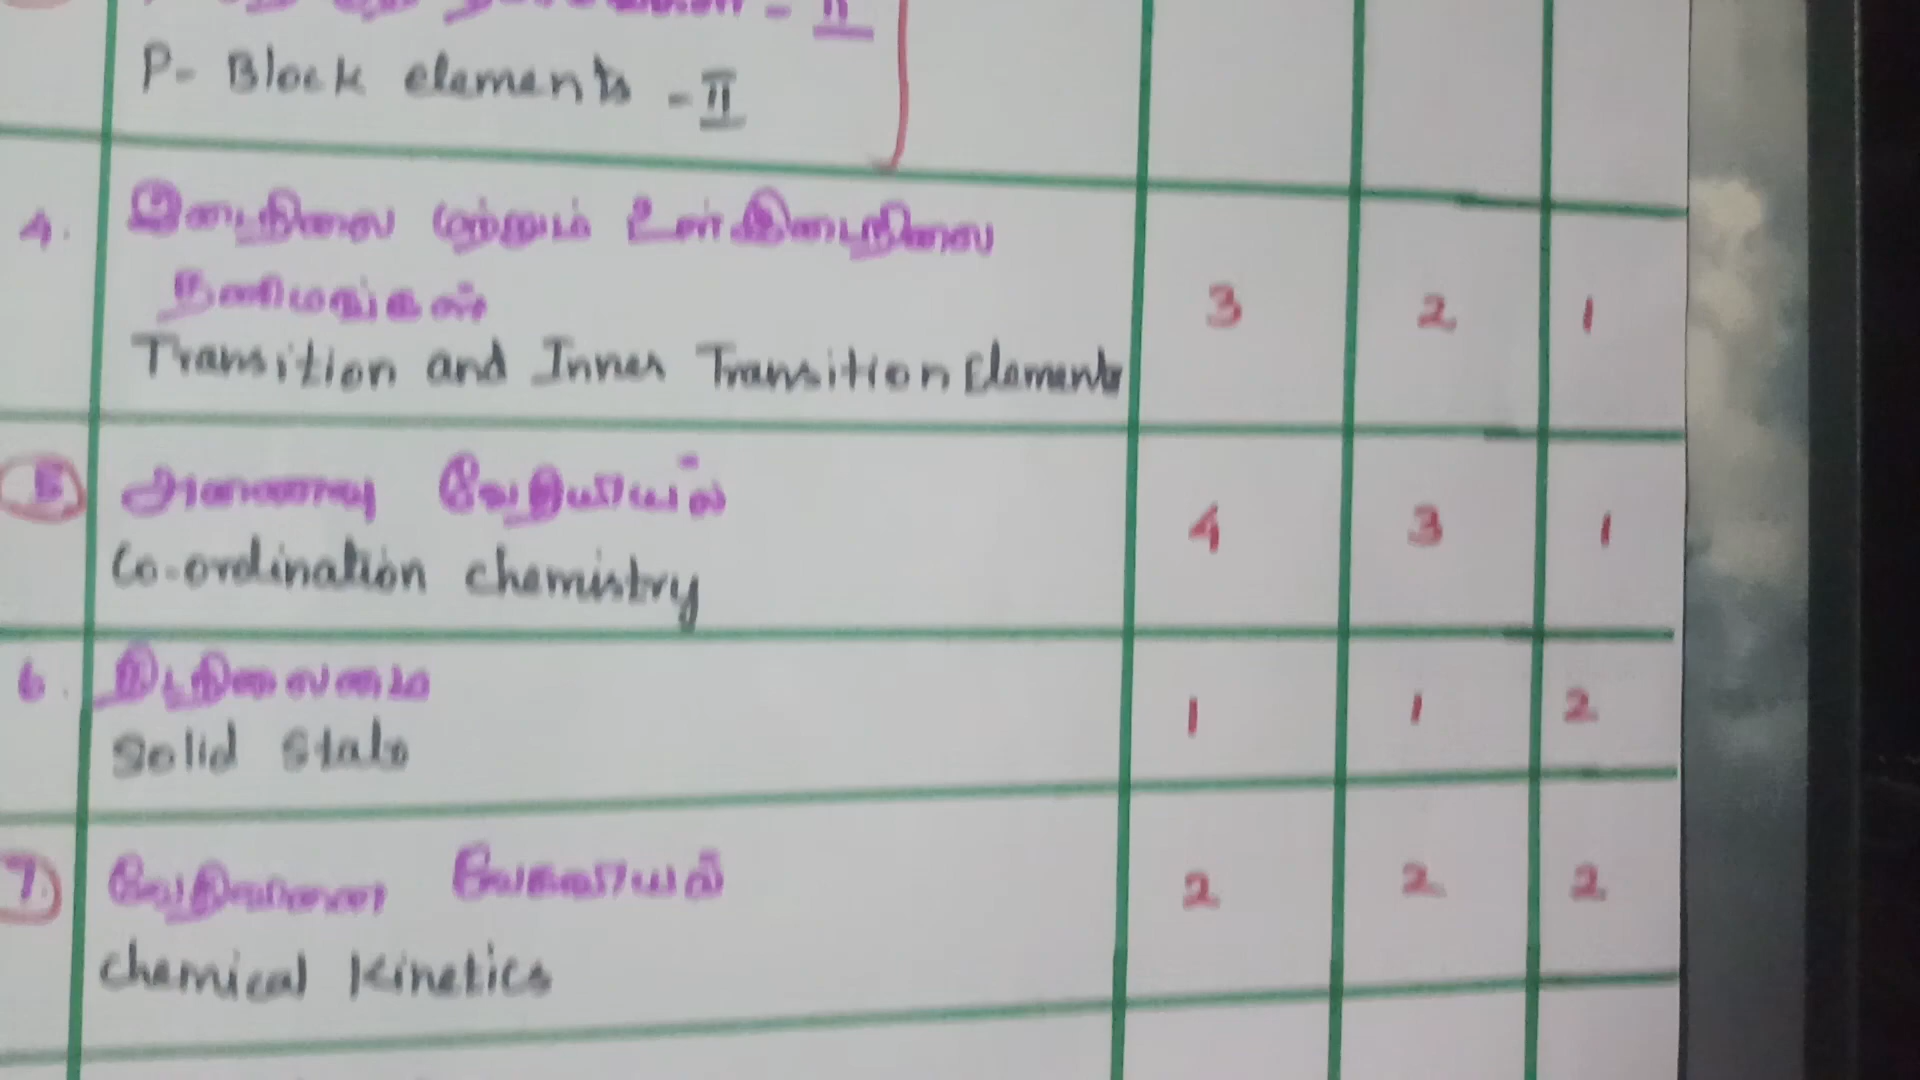 - II
P- Block elements - II
4. இடைநிலை மற்றும் உள்இடைநிலை
தனிமங்கள்
Transition and Inner Transition Elements
3 2 1
5 அணைவு வேதியியல்
Co-ordination chemistry
4 3 1
6. திடநிலைமை
Solid State
1 1 2
7. வேதிவினை வேகவியல்
chemical Kinetics
2 2 2